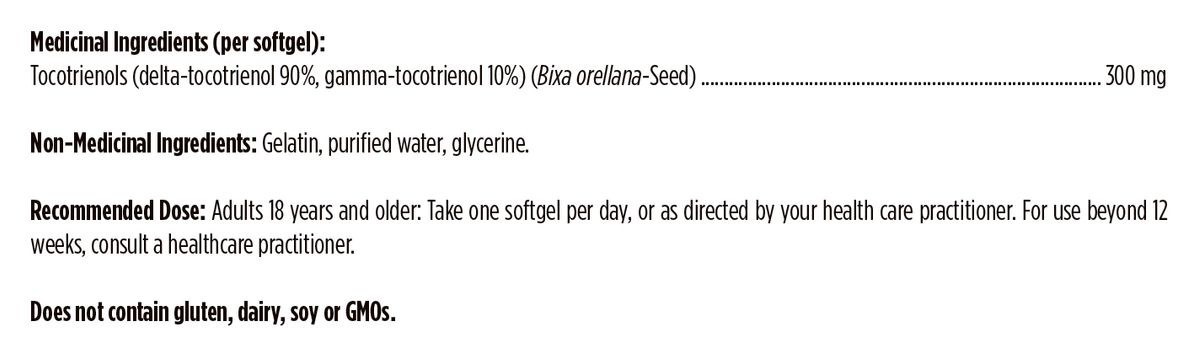 Medicinal Ingredients (per softgel):
Tocotrienols (delta-tocotrienol 90%, gamma-tocotrienol 10%) (Bixa orellana-Seed) ........................................................................................ 300 mg
Non-Medicinal Ingredients: Gelatin, purified water, glycerine.
Recommended Dose: Adults 18 years and older: Take one softgel per day, or as directed by your health care practitioner. For use beyond 12
weeks, consult a healthcare practitioner.
Does not contain gluten, dairy, soy or GMOs.